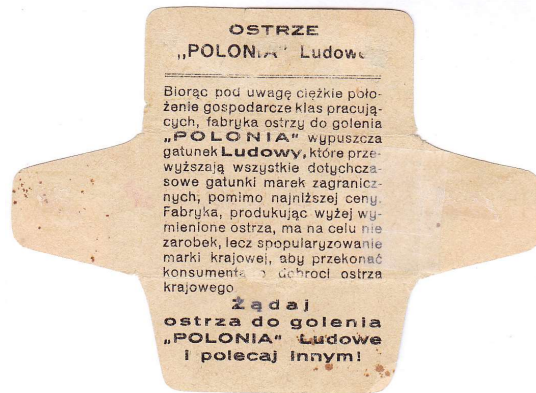 OSTRZE
„POLONIA" Ludowe
Biorąc pod uwagę ciężkie poło-
żenie gospodarcze klas pracują-
cych, fabryka ostrzy do golenia
„POLONIA" wypuszcza
gatunek Ludowy, które prze-
wyższają wszystkie dotychcza-
sowe gatunki marek zagranicz-
nych, pomimo najniższej ceny.
Fabryka, produkując wyżej wy-
mienione ostrza, ma na celu nie
zarobek, lecz spopularyzowanie
marki krajowej, aby przekonać
konsumenta o dobroci ostrza
krajowego
Żądaj
ostrza do golenia
„POLONIA" Ludowe
i polecaj innym!